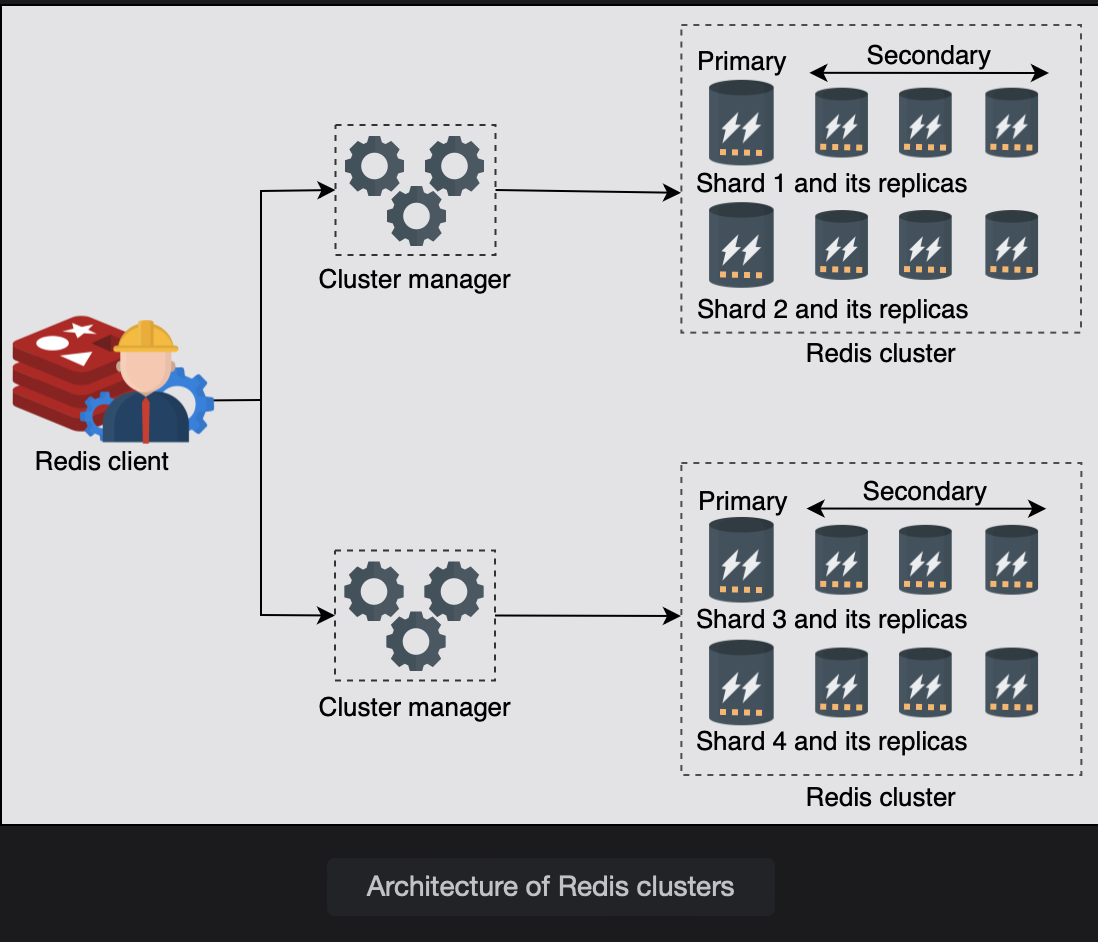 Primary
Secondary
Shard 1 and its replicas
Shard 2 and its replicas
Redis cluster
Cluster manager
Redis client
Primary
Secondary
Shard 3 and its replicas
Shard 4 and its replicas
Redis cluster
Cluster manager
Architecture of Redis clusters